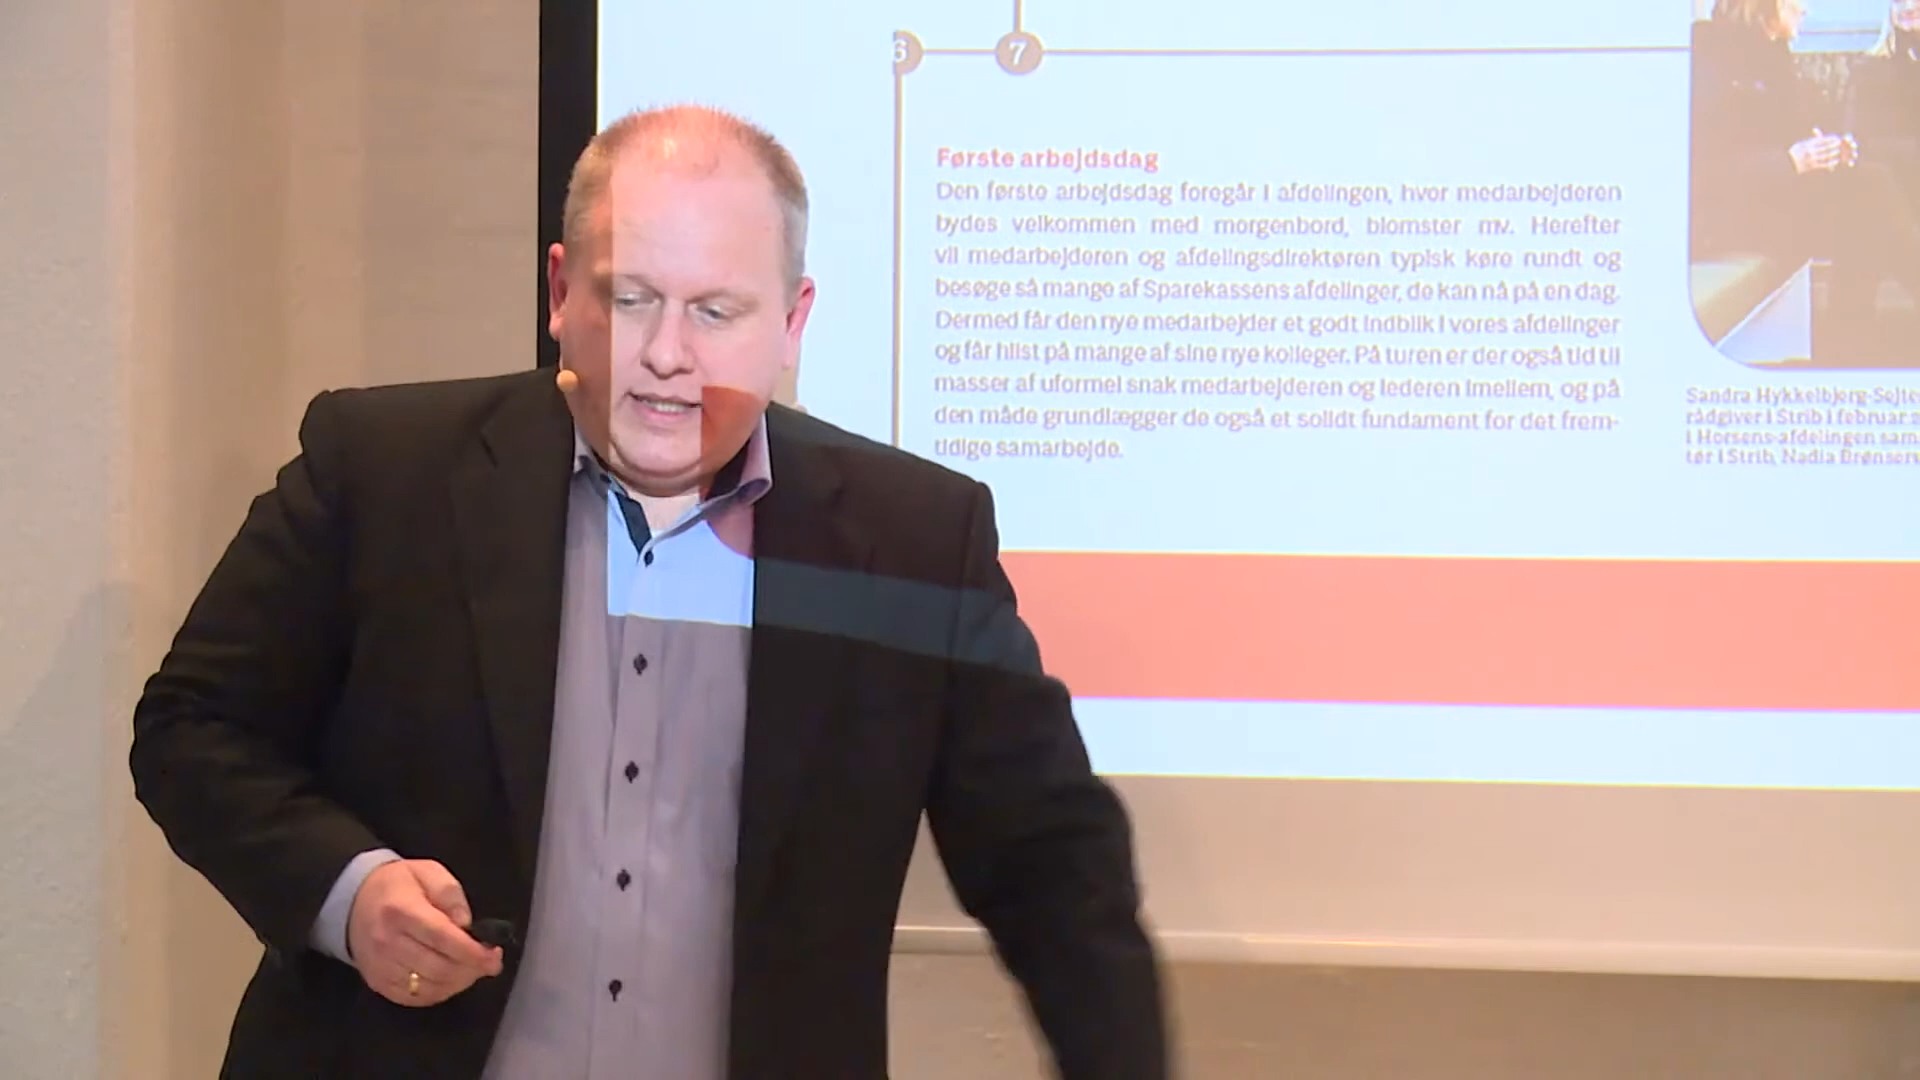 6 7
Første arbejdsdag
Den første arbejdsdag foregår i afdelingen, hvor medarbejderen
bydes velkommen med morgenbord, blomster mv. Herefter
vil medarbejderen og afdelingsdirektøren typisk køre rundt og
besøge så mange af Sparekassens afdelinger, de kan nå på en dag.
Dermed får den nye medarbejder et godt indblik i vores afdelinger
og får hilst på mange af sine nye kolleger. På turen er der også tid til
masser af uformel snak medarbejderen og lederen imellem, og på
den måde grundlægger de også et solidt fundament for det frem-
tidige samarbejde.
Sandra Hykkelbjerg-Sejte
rådgiver i Strib i februar
i Horsens-afdelingen sam
tør i Strib, Nadia Brønser